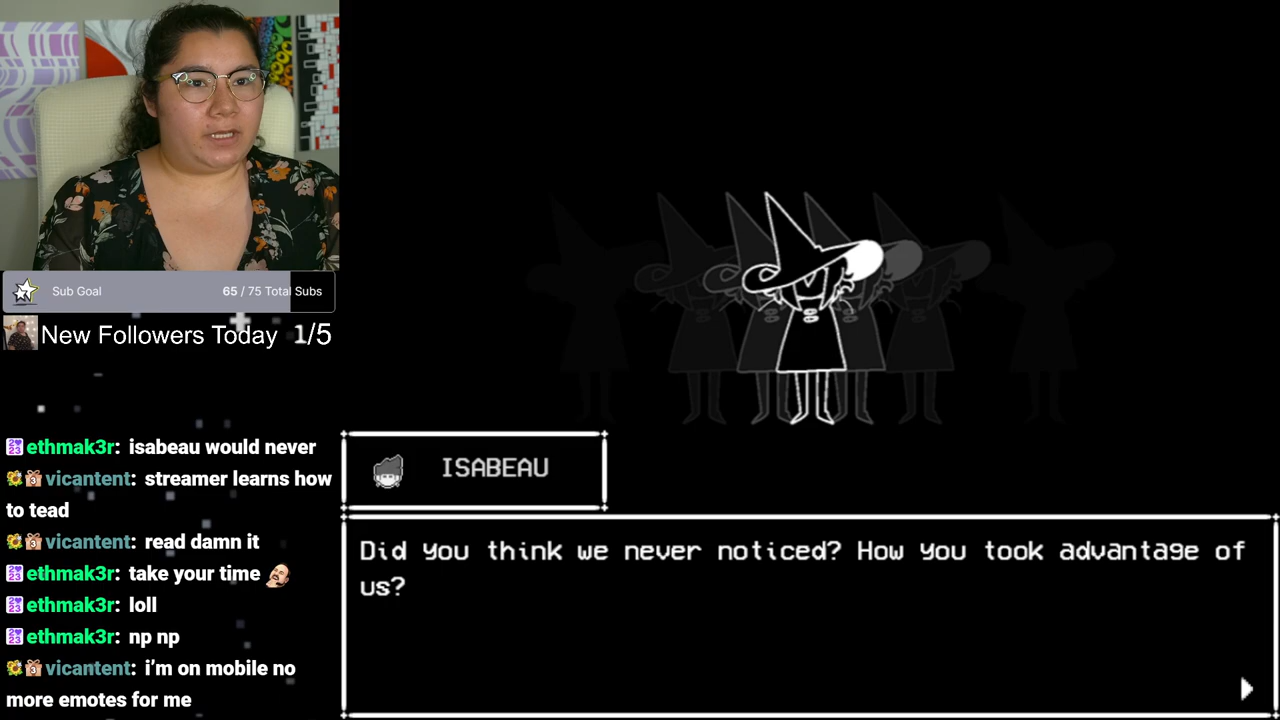 Sub Goal 65 / 75 Total Subs
New Followers Today 1/5
ethmak3r: isabeau would never
vicantent: streamer learns how
to tead
vicantent: read damn it
ethmak3r: take your time
ethmak3r: loll
ethmak3r: np np
vicantent: i'm on mobile no
more emotes for me
ISABEAU
Did you think we never noticed? How you took advantage of
us?